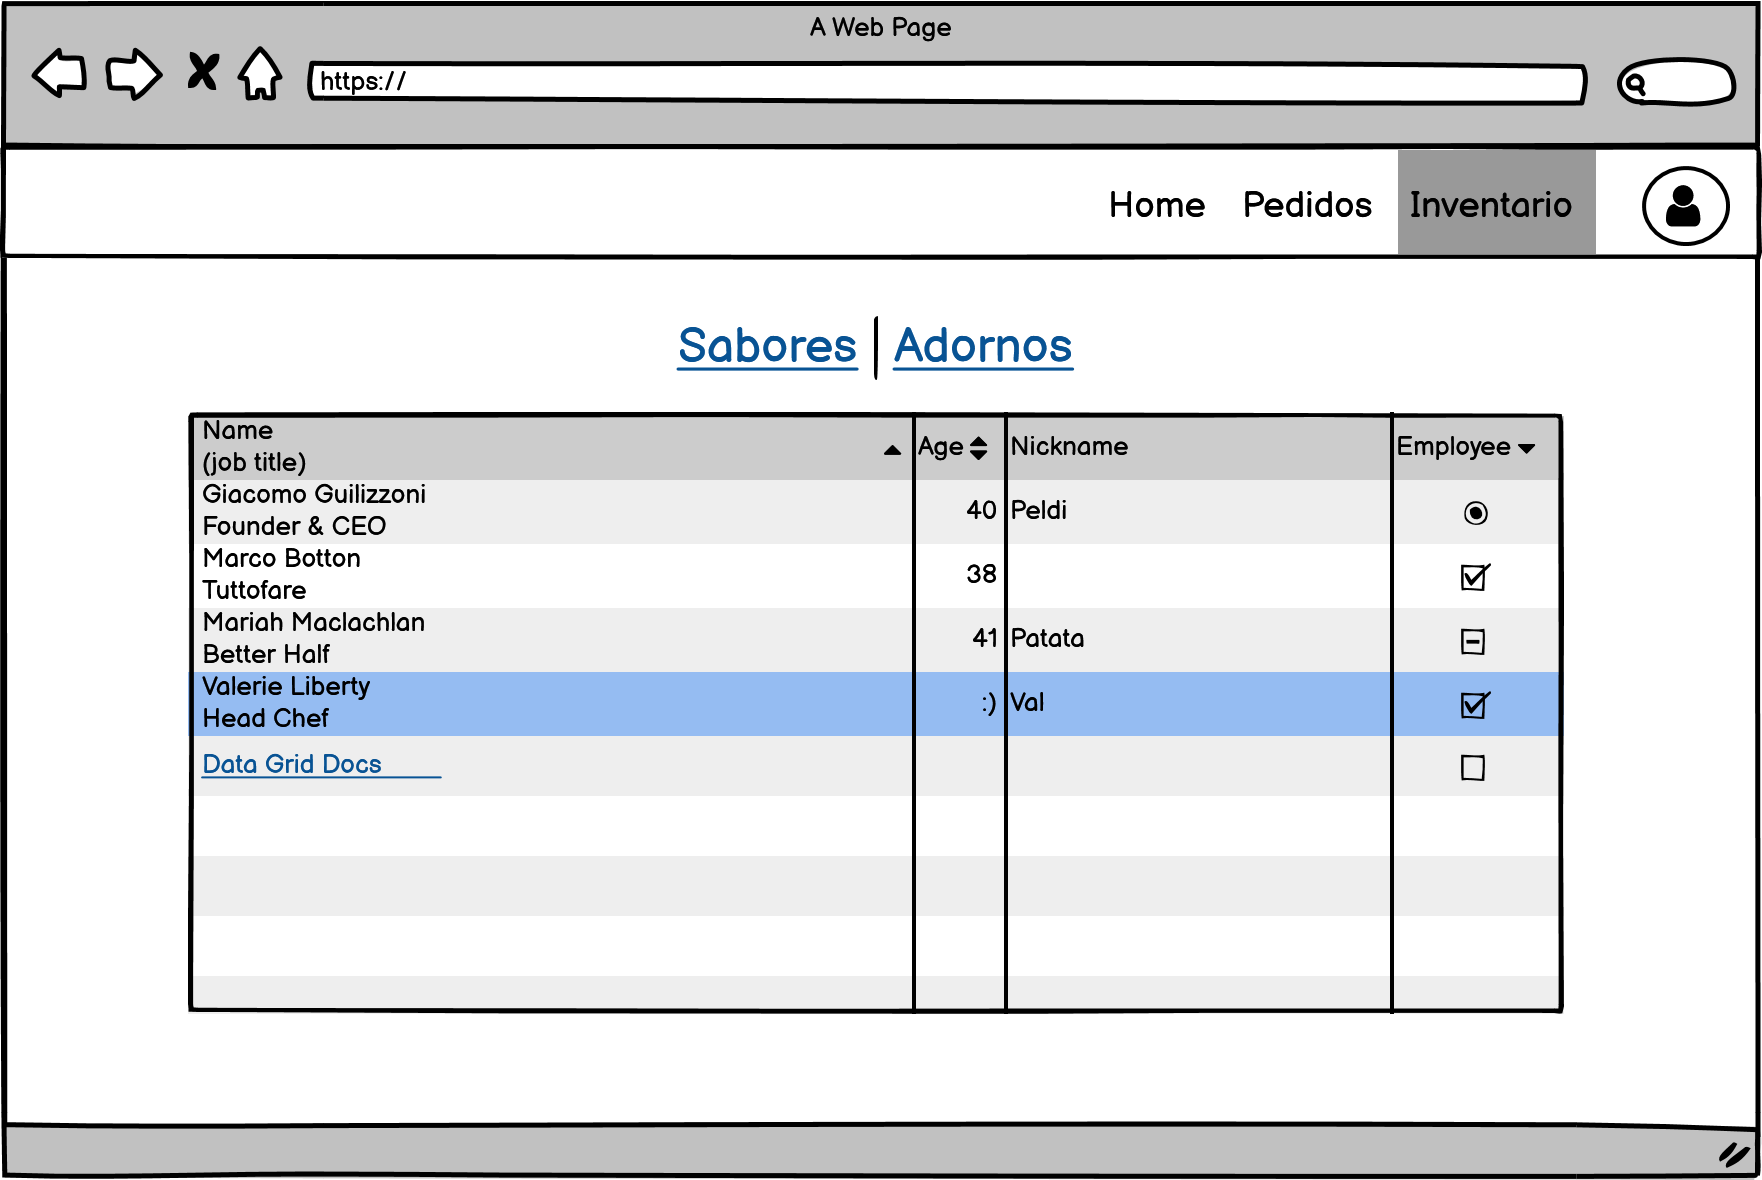 A Web Page
https://
Home Pedidos Inventario
Sabores Adornos
Name
(job title)
Age Nickname Employee
Giacomo Guilizzoni
Founder & CEO
40 Peldi
Marco Botton
Tuttofare
38
Mariah Maclachlan
Better Half
41 Patata
Valerie Liberty
Head Chef
:) Val
Data Grid Docs